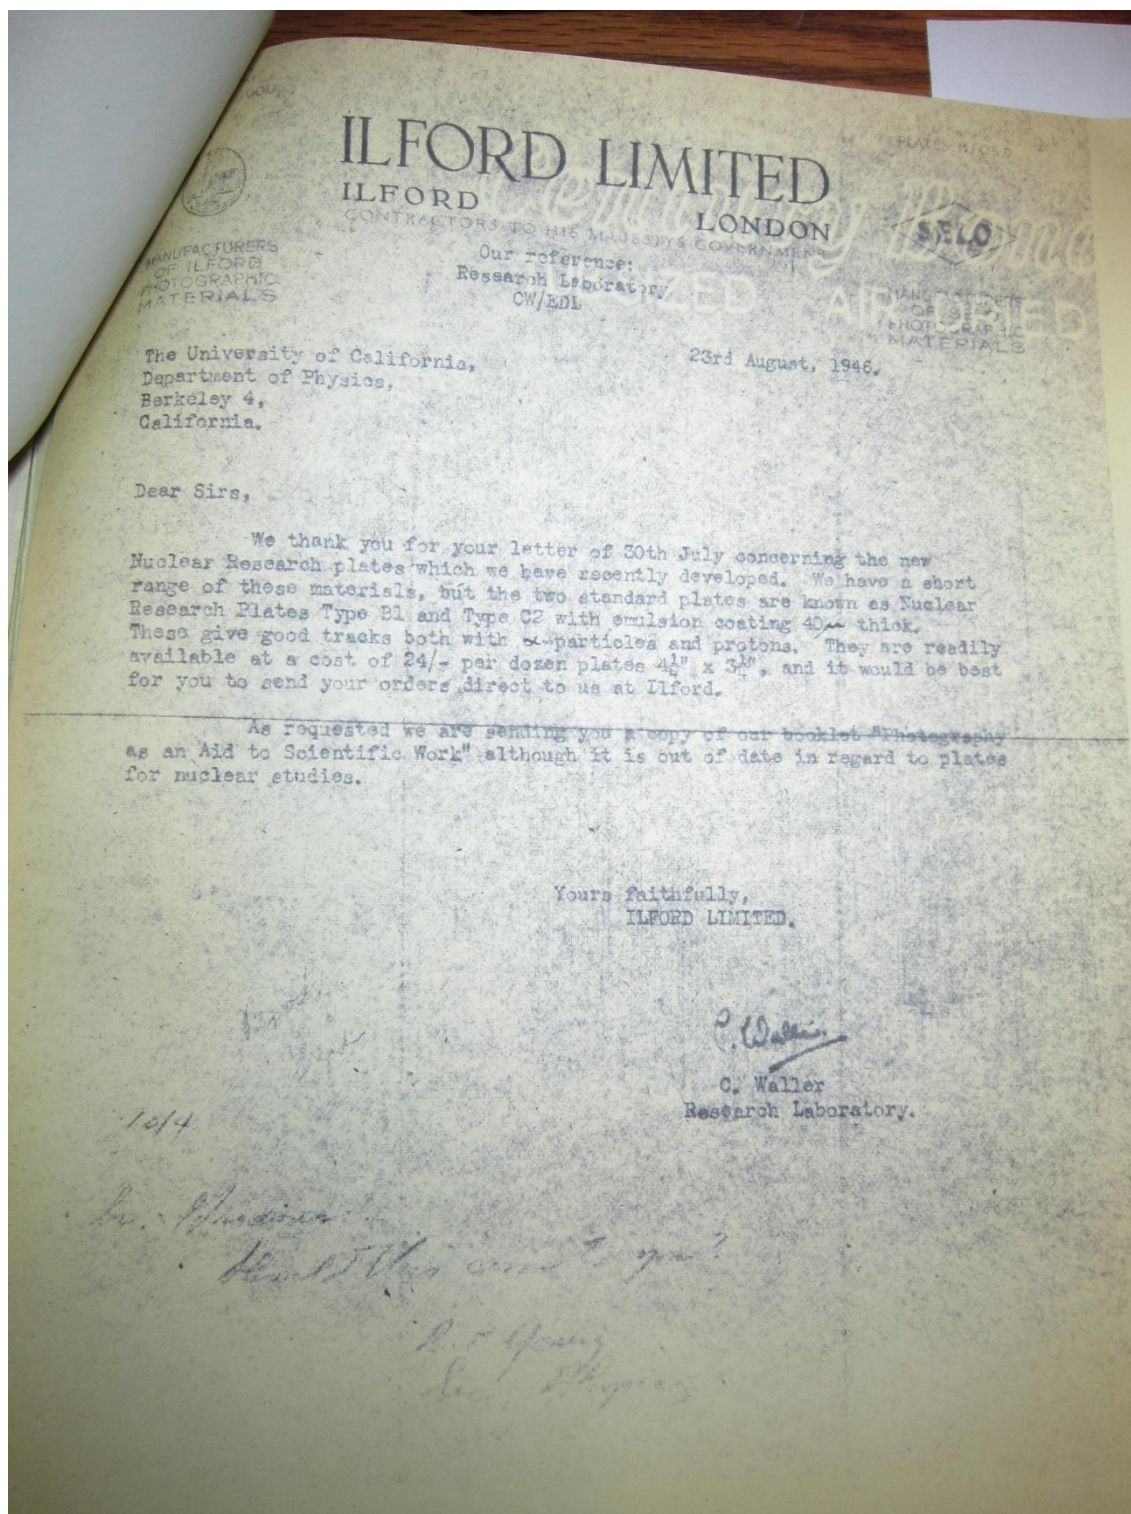 ILFORD LIMITED
ILFORD LONDON
CONTRACTORS TO HIS MAJESTY'S GOVERNMENT
SELO
MANUFACTURERS
OF ILFORD
PHOTOGRAPHIC
MATERIALS
Our reference:
Research Laboratory
CW/EDL
AIR DRIED
MANUFACTURERS
OF SELO
PHOTOGRAPHIC
MATERIALS
The University of California,
Department of Physics,
Berkeley 4,
California.
23rd August, 1946.
Dear Sirs,
We thank you for your letter of 30th July concerning the new
Nuclear Research plates which we have recently developed. We have a short
range of these materials, but the two standard plates are known as Nuclear
Research Plates Type B1 and Type C2 with emulsion coating 40μ thick.
These give good tracks both with α-particles and protons. They are readily
available at a cost of 24/- per dozen plates 4¼" x 3¼", and it would be best
for you to send your orders direct to us at Ilford.
As requested we are sending you a copy of our booklet "Photography
as an Aid to Scientific Work" although it is out of date in regard to plates
for nuclear studies.
Yours faithfully,
ILFORD LIMITED.
C. Waller
C. Waller
Research Laboratory.
10/4